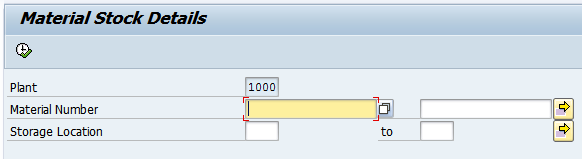 Material Stock Details
Plant 1000
Material Number
Storage Location to